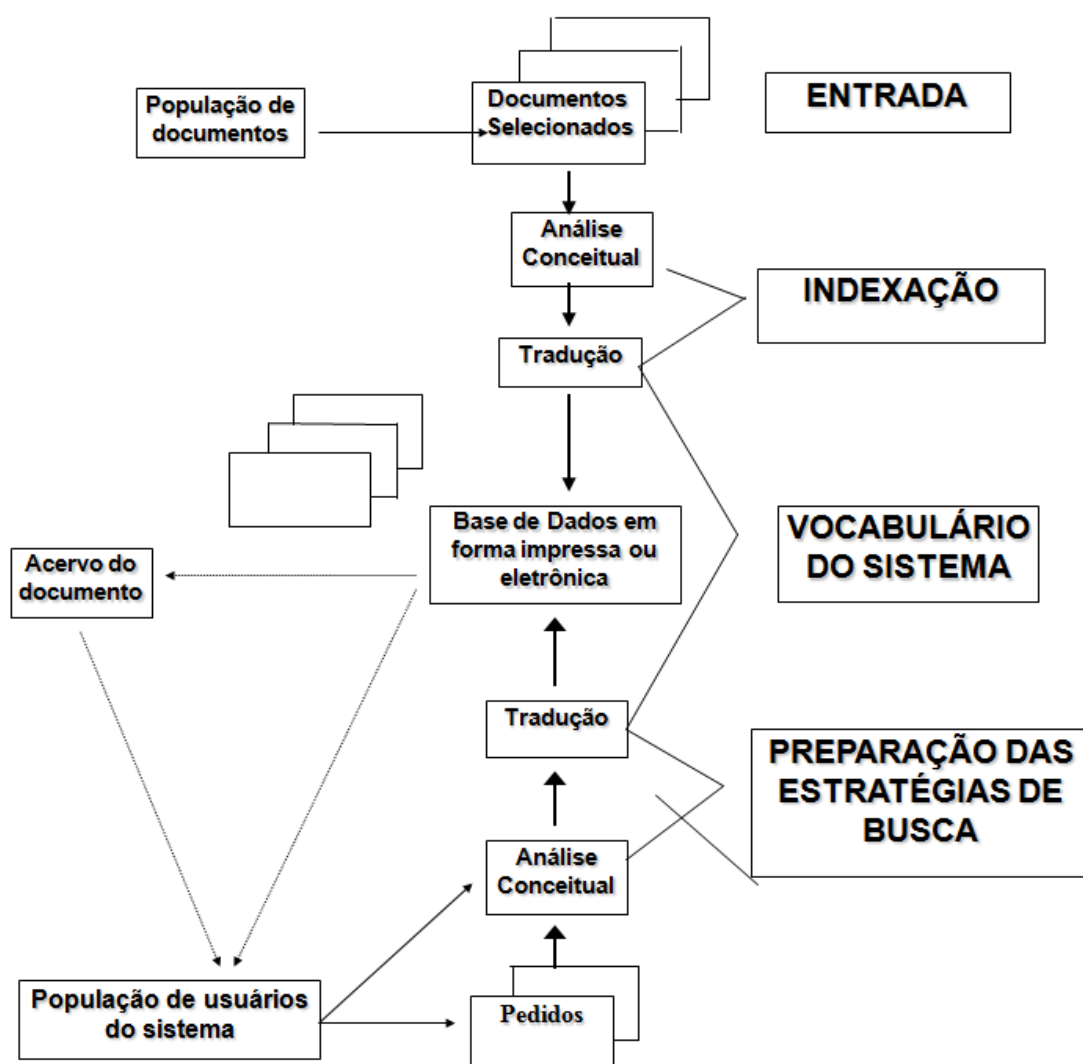 População de
documentos
Documentos
Selecionados
ENTRADA
Análise
Conceitual
INDEXAÇÃO
Tradução
Base de Dados em
forma impressa ou
eletrônica
VOCABULÁRIO
DO SISTEMA
Acervo do
documento
Tradução
PREPARAÇÃO DAS
ESTRATÉGIAS DE
BUSCA
Análise
Conceitual
População de usuários
do sistema
Pedidos